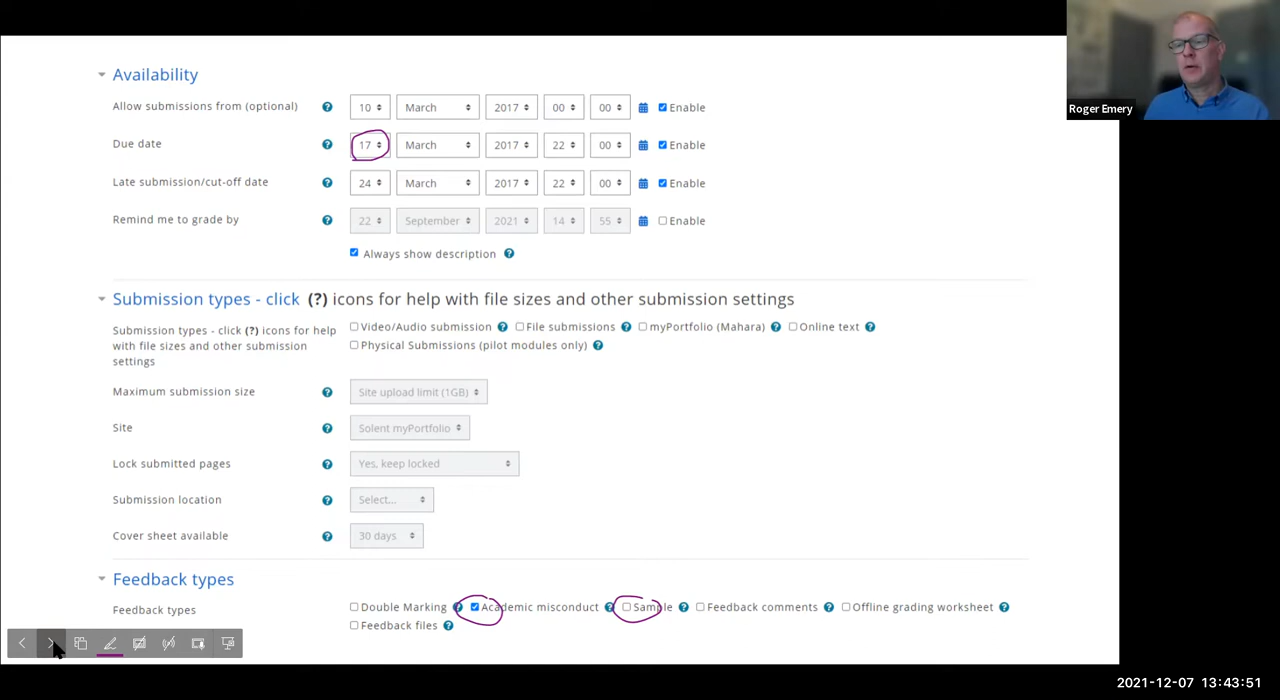 Availability
Allow submissions from (optional) ? 10 March 2017 00 00 Enable
Roger Emery
Due date ? 17 March 2017 22 00 Enable
Late submission/cut-off date ? 24 March 2017 22 00 Enable
Remind me to grade by ? 22 September 2021 14 55 Enable
Always show description ?
Submission types - click (?) icons for help with file sizes and other submission settings
Submission types - click (?) icons for help
with file sizes and other submission
settings
Video/Audio submission ? File submissions ? myPortfolio (Mahara) ? Online text ?
Physical Submissions (pilot modules only) ?
Maximum submission size ? Site upload limit (1GB)
Site ? Solent myPortfolio
Lock submitted pages ? Yes, keep locked
Submission location ? Select...
Cover sheet available ? 30 days
Feedback types
Feedback types Double Marking ? Academic misconduct ? Sample ? Feedback comments ? Offline grading worksheet ?
Feedback files ?
2021-12-07 13:43:51